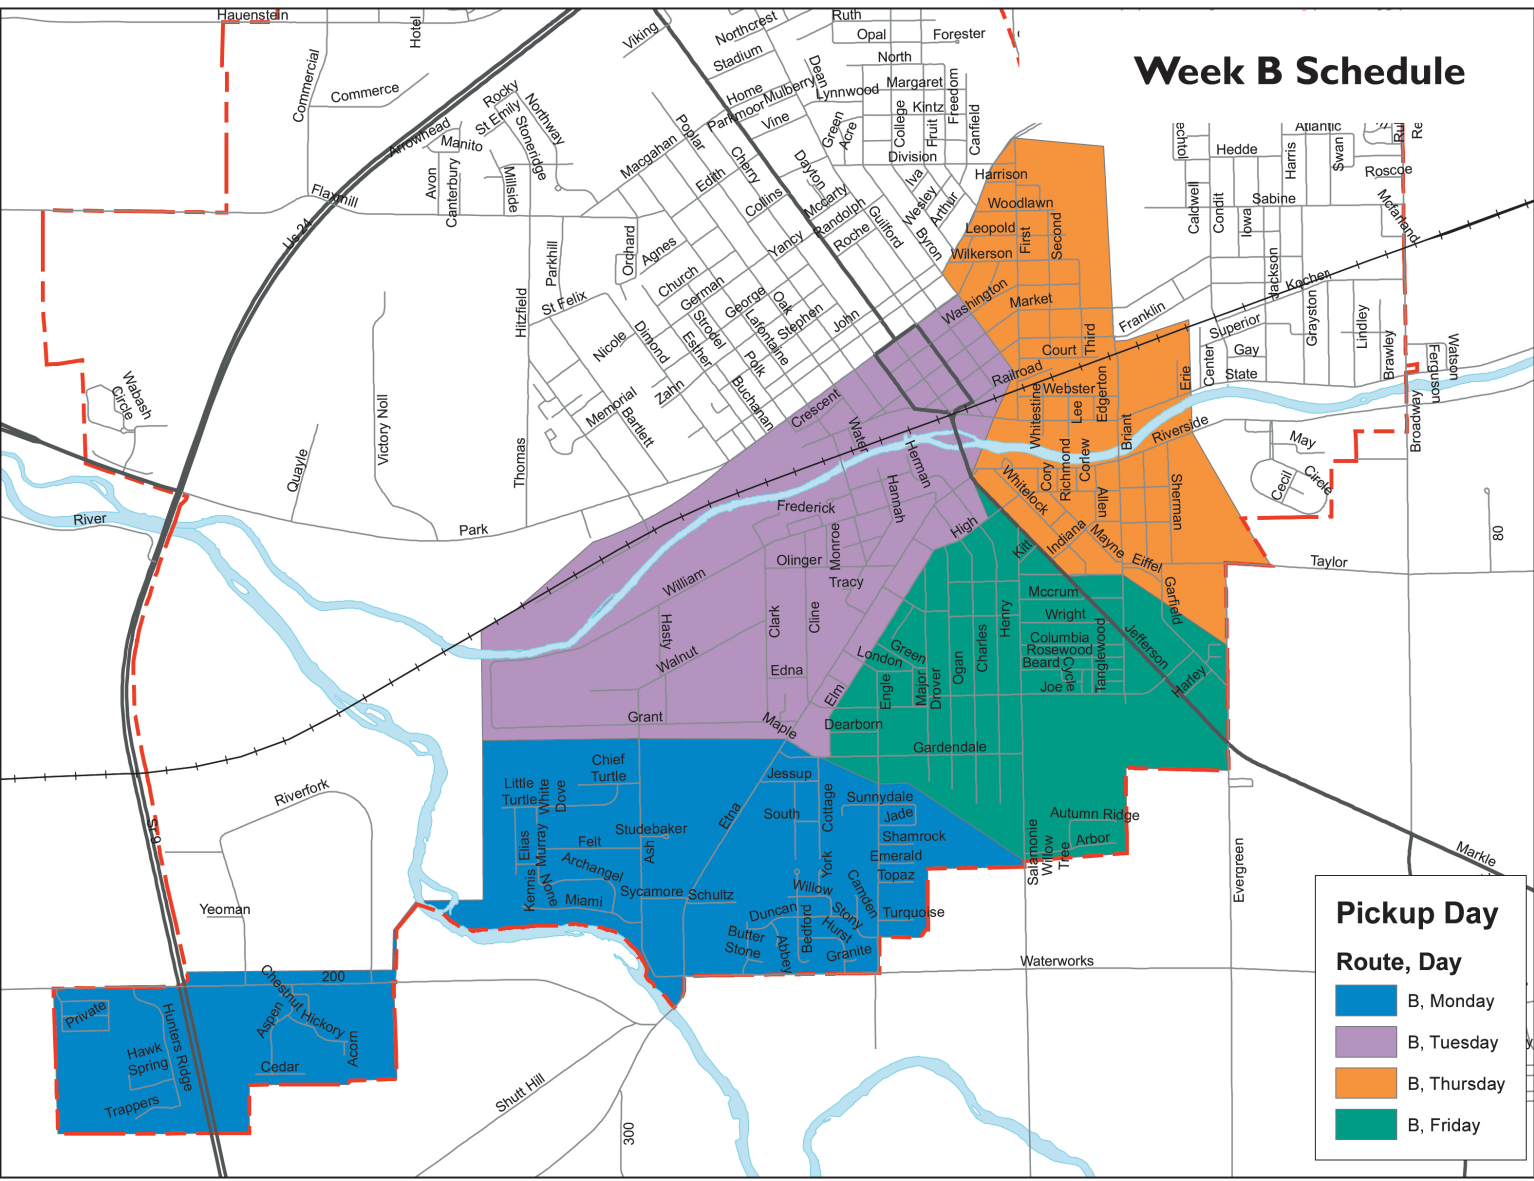 Hauenstein
Hotel
Viking
Northcrest
Ruth
Opal
Forester
Stadium
North
Week B Schedule
Commercial
Commerce
Rocky
St Emily
Northway
Stoneridge
Home
Parkmoor
Mulberry
Dean
Lynnwood
Margaret
Kintz
Freedom
College
Fruit
Canfield
Vine
Green
Acre
Division
Arrowhead
Manito
Avon
Canterbury
Millside
Macgahan
Poplar
Cherry
Edith
Collins
Dayton
Mccarty
Randolph
Roche
Guilford
Byron
Iva
Wesley
Arthur
Harrison
Woodlawn
Leopold
First
Second
Wilkerson
Atlantic
Hedde
Harris
Swan
Roscoe
Caldwell
Condit
Iowa
Sabine
Mcfarland
Flaxmill
Us 24
Parkhill
Orchard
Agnes
Yancy
Church
German
George
Oak
Stephen
John
Hitzfield
St Felix
Strodel
Lafontaine
Esther
Polk
Buchanan
Nicole
Dimond
Zahn
Memorial
Bartlett
Washington
Market
Franklin
Jackson
Kocher
Superior
Grayston
Lindley
Brawley
Court
Third
Railroad
Webster
Center
Gay
State
Erie
Ferguson
Watson
Broadway
Wabash
Circle
Victory Noll
Quayle
Thomas
Crescent
Water
Herman
Hannah
Whitestine
Lee
Edgerton
Briant
Riverside
May
Cecil
Circle
Cory
Richmond
Corlew
Whitelock
Allen
Sherman
River
Park
Frederick
High
Kitt
Indiana
Mayne
Eiffel
Garfield
Taylor
80
William
Olinger
Monroe
Tracy
Clark
Cline
Hasty
Walnut
Edna
Elm
Grant
Maple
Mccrum
Wright
Henry
Columbia
Rosewood
Beard
Cycle
Joe
Tanglewood
Jefferson
Harley
Green
London
Engle
Major
Drover
Ogan
Charles
Dearborn
Gardendale
Chief
Turtle
Little
Turtle
White
Dove
Jessup
South
Cottage
Sunnydale
Jade
Shamrock
Emerald
Topaz
Turquoise
Etna
Studebaker
Ash
Felt
Elias
Murray
Archangel
Kennis
None
Miami
Sycamore
Schultz
York
Willow
Camden
Duncan
Bedford
Stony
Hurst
Butter
Stone
Abbey
Granite
Autumn Ridge
Arbor
Salamonie
Willow
Tree
Evergreen
Markle
Riverfork
Yeoman
200
Waterworks
Private
Hunters Ridge
Chestnut
Hickory
Aspen
Acorn
Cedar
Hawk
Spring
Trappers
Shutt Hill
300
Pickup Day
Route, Day
B, Monday
B, Tuesday
B, Thursday
B, Friday